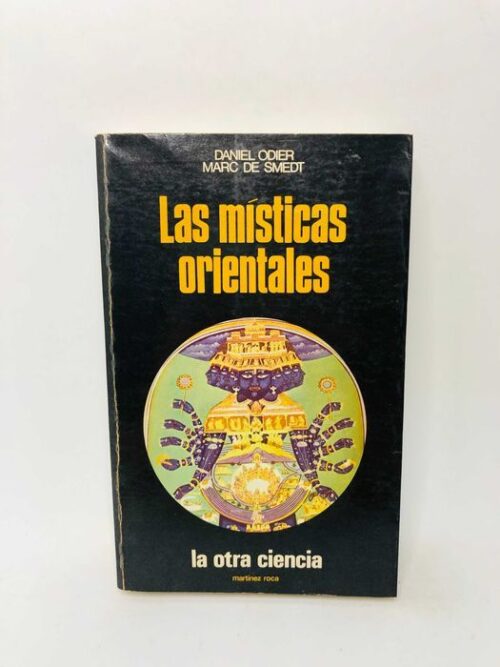 DANIEL ODIER
MARC DE SMEDT
Las místicas
orientales
la otra ciencia
martínez roca